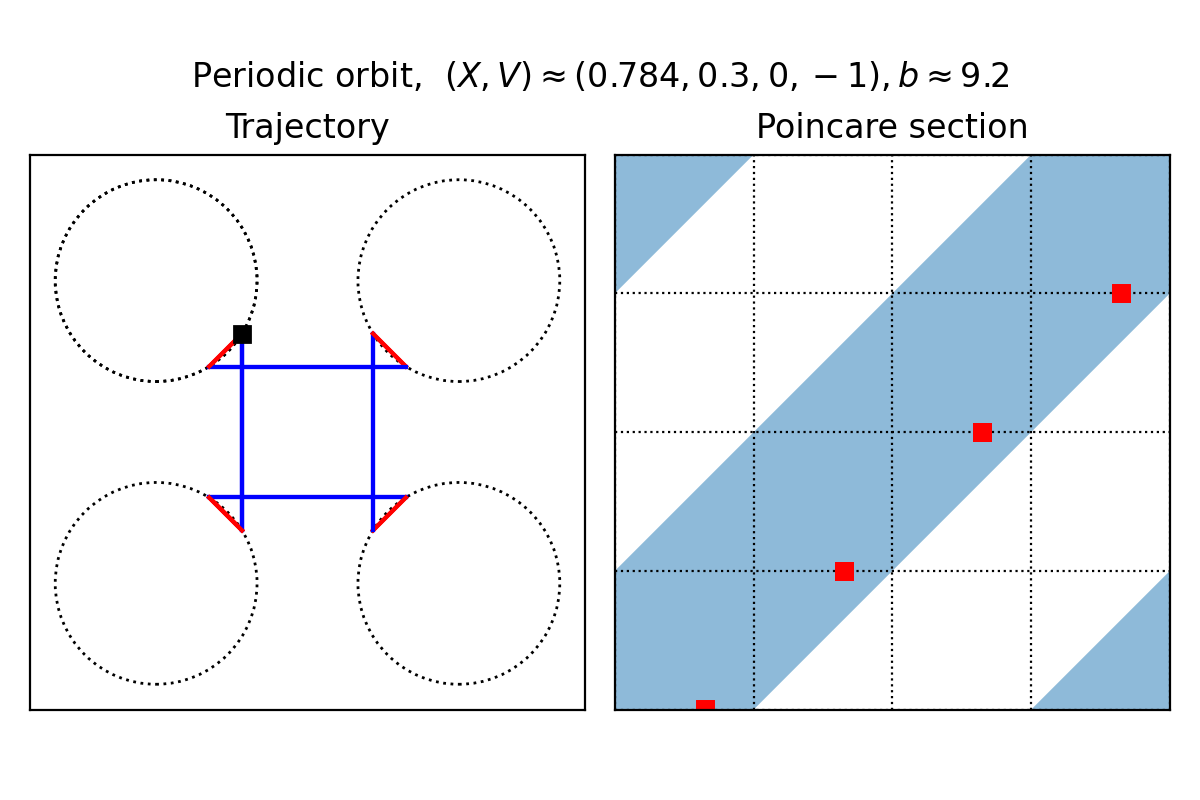 Periodic orbit, (X, V) ≈ (0.784, 0.3, 0, − 1), b ≈ 9.2
Trajectory
Poincare section